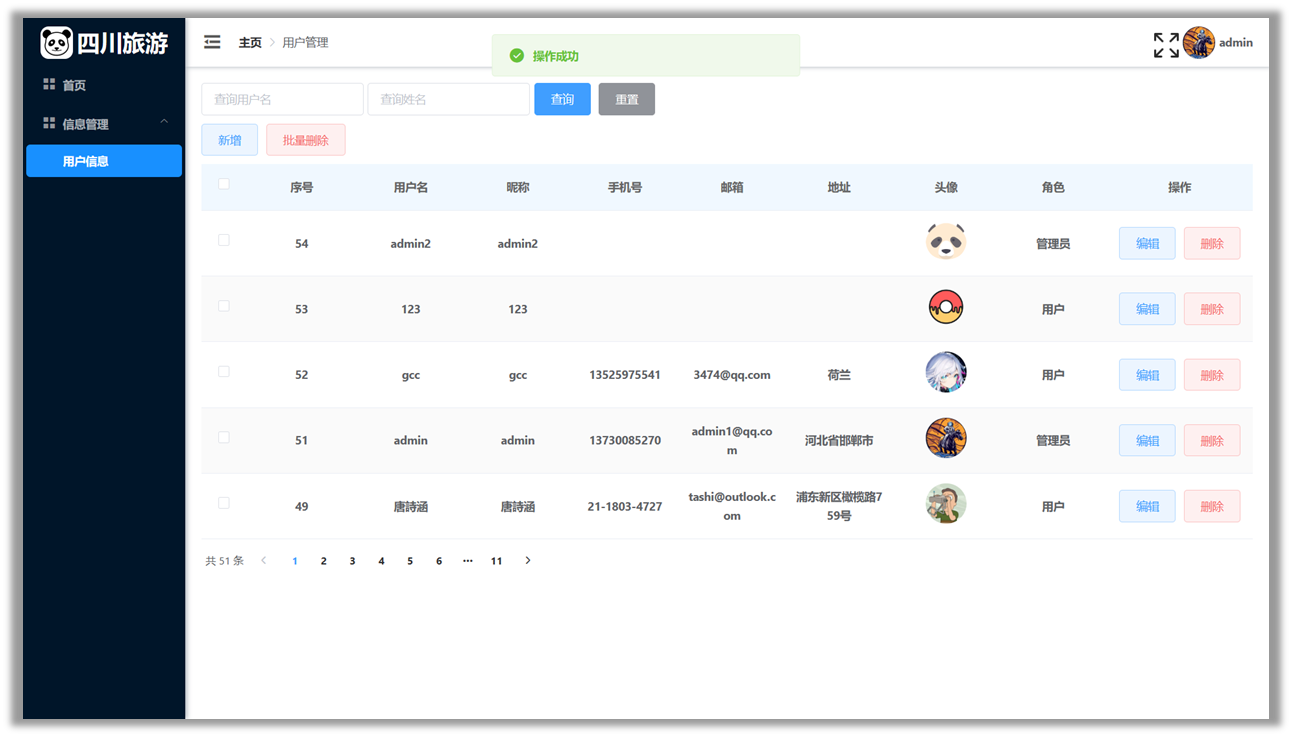 四川旅游
首页
信息管理
用户信息
主页 > 用户管理
操作成功
admin
查询用户名 查询姓名 查询 重置
新增 批量删除
序号 用户名 昵称 手机号 邮箱 地址 头像 角色 操作
54 admin2 admin2 管理员 编辑 删除
53 123 123 用户 编辑 删除
52 gcc gcc 13525975541 3474@qq.com 荷兰 用户 编辑 删除
51 admin admin 13730085270 admin1@qq.co 河北省邯郸市 管理员 编辑 删除
m
49 唐詩涵 唐詩涵 21-1803-4727 tashi@outlook.c 浦东新区橄榄路7 用户 编辑 删除
om 59号
共 51 条 < 1 2 3 4 5 6 ··· 11 >